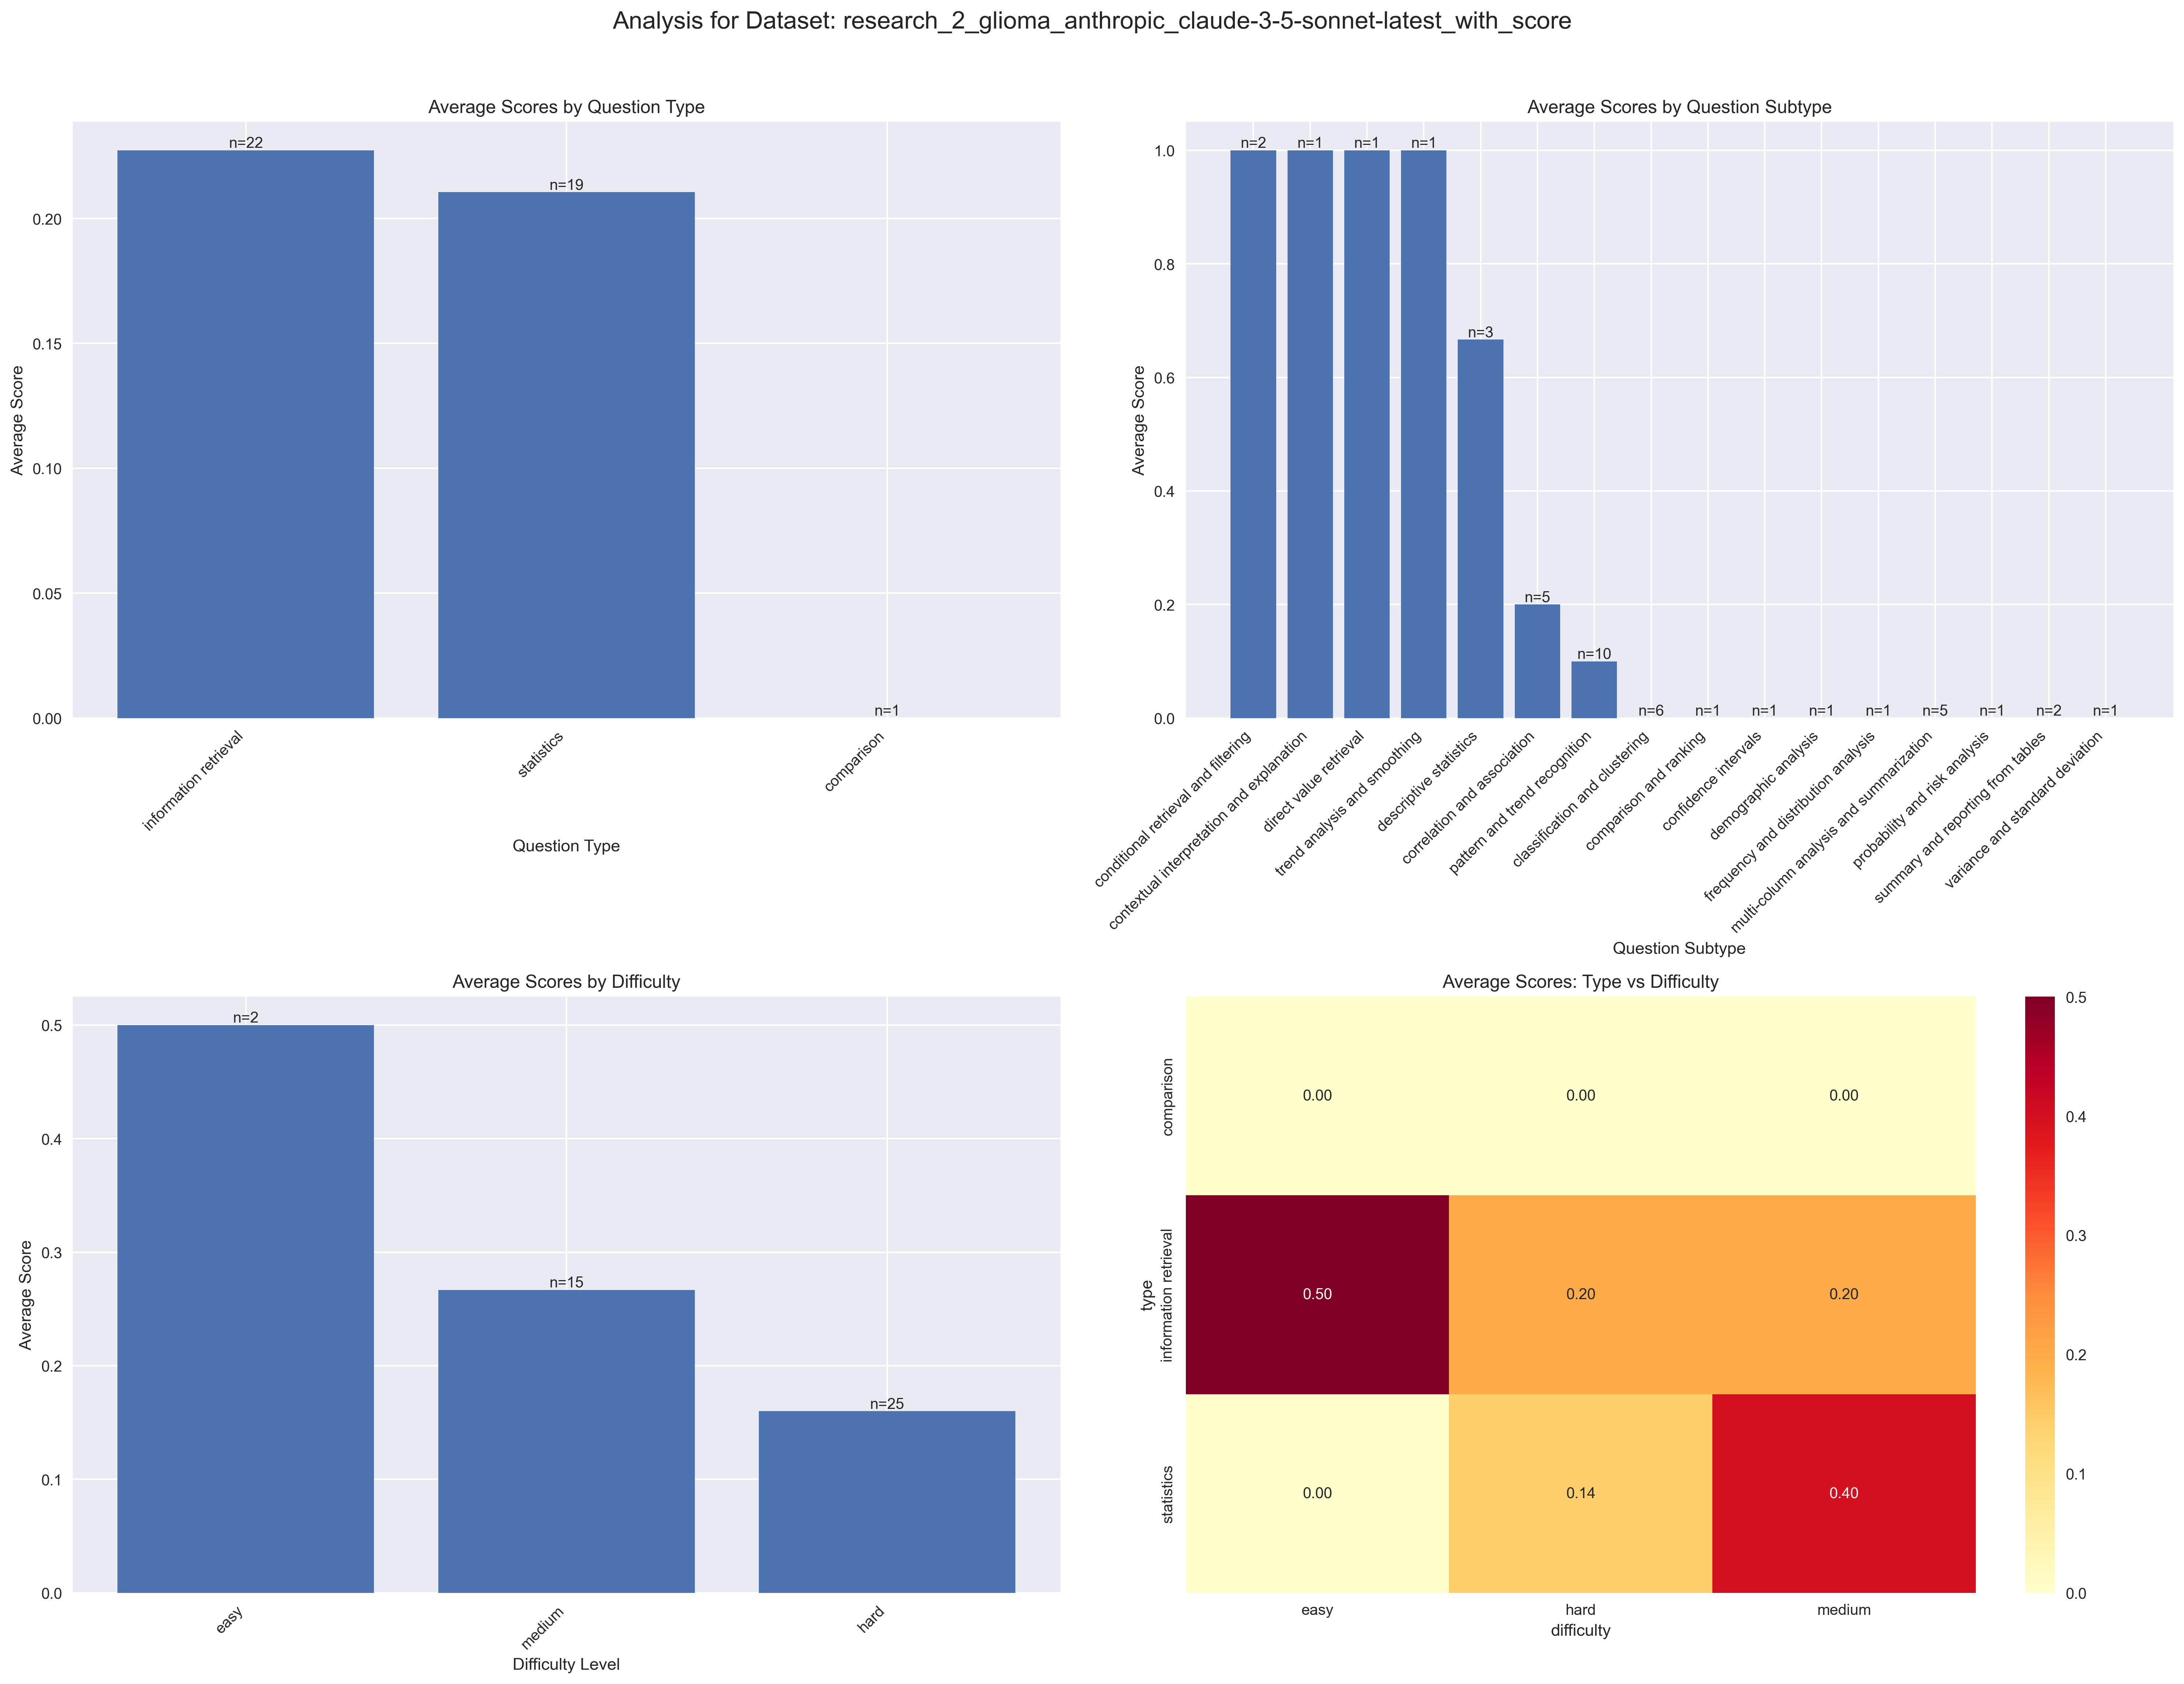 Analysis for Dataset: research_2_glioma_anthropic_claude-3-5-sonnet-latest_with_score
Average Scores by Question Type
Average Score
0.20
0.15
0.10
0.05
0.00
n=22
n=19
n=1
information retrieval
statistics
comparison
Question Type
Average Scores by Question Subtype
Average Score
1.0
0.8
0.6
0.4
0.2
0.0
n=2
n=1
n=1
n=1
n=3
n=5
n=10
n=6
n=1
n=1
n=1
n=1
n=5
n=1
n=2
n=1
conditional retrieval and filtering
contextual interpretation and explanation
direct value retrieval
trend analysis and smoothing
descriptive statistics
correlation and association
pattern and trend recognition
classification and clustering
comparison and ranking
confidence intervals
demographic analysis
frequency and distribution analysis
multi-column analysis and summarization
probability and risk analysis
summary and reporting from tables
variance and standard deviation
Question Subtype
Average Scores by Difficulty
Average Score
0.5
0.4
0.3
0.2
0.1
0.0
n=2
n=15
n=25
easy
medium
hard
Difficulty Level
Average Scores: Type vs Difficulty
type
comparison
information retrieval
statistics
0.00 0.00 0.00
0.50 0.20 0.20
0.00 0.14 0.40
easy hard medium
difficulty
0.5
0.4
0.3
0.2
0.1
0.0